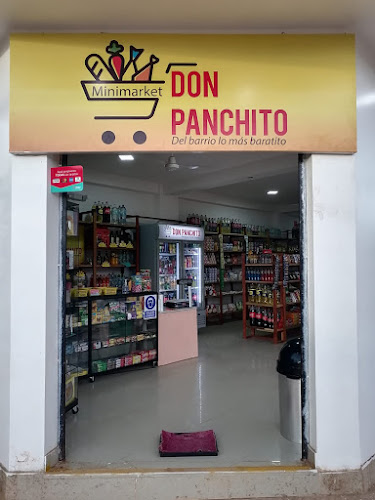 Minimarket
DON
PANCHITO
Del barrio lo más baratito
DON PANCHITO